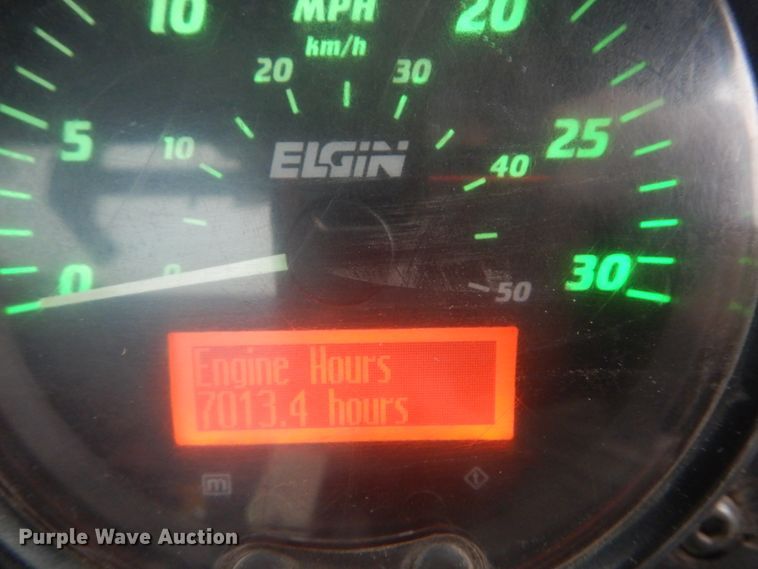 10 MPH 20
km/h
20 30
5 10 ELGIN 40 25
0 0 50 30
Engine Hours
7013.4 hours
m
Purple Wave Auction